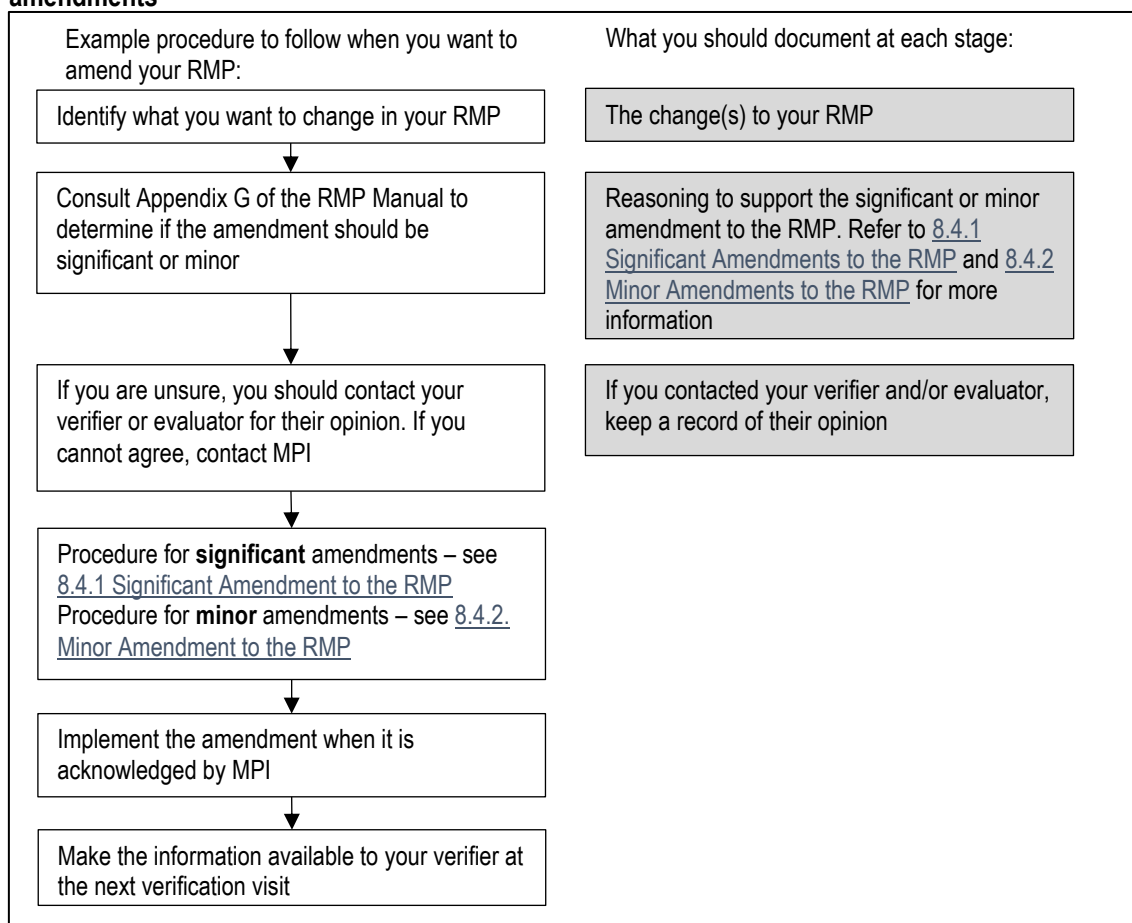 amendments
Example procedure to follow when you want to
amend your RMP:
What you should document at each stage:
Identify what you want to change in your RMP
The change(s) to your RMP
Consult Appendix G of the RMP Manual to
determine if the amendment should be
significant or minor
Reasoning to support the significant or minor
amendment to the RMP. Refer to 8.4.1
Significant Amendments to the RMP and 8.4.2
Minor Amendments to the RMP for more
information
If you are unsure, you should contact your
verifier or evaluator for their opinion. If you
cannot agree, contact MPI
If you contacted your verifier and/or evaluator,
keep a record of their opinion
Procedure for significant amendments – see
8.4.1 Significant Amendment to the RMP
Procedure for minor amendments – see 8.4.2.
Minor Amendment to the RMP
Implement the amendment when it is
acknowledged by MPI
Make the information available to your verifier at
the next verification visit